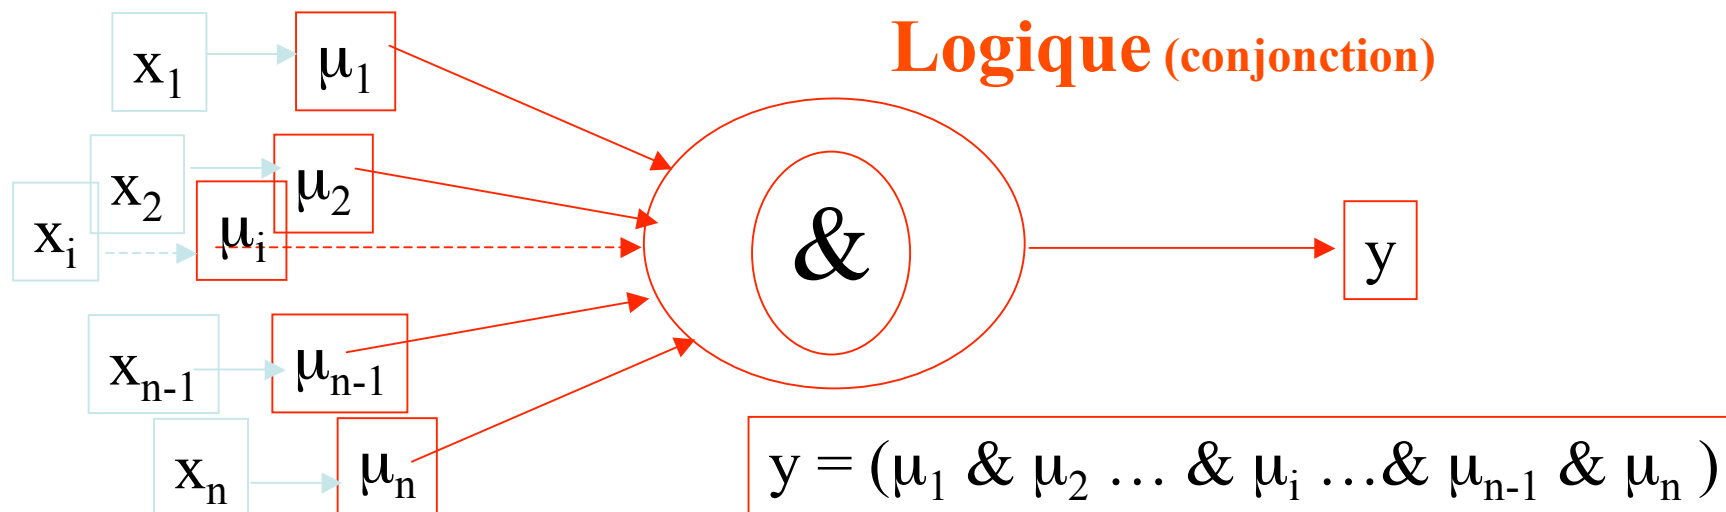 Logique (conjonction)
x₁ μ₁
x₂ μ₂
xᵢ μᵢ
& y
xₙ₋₁ μₙ₋₁
xₙ μₙ
y = (μ₁ & μ₂ … & μᵢ …& μₙ₋₁ & μₙ )